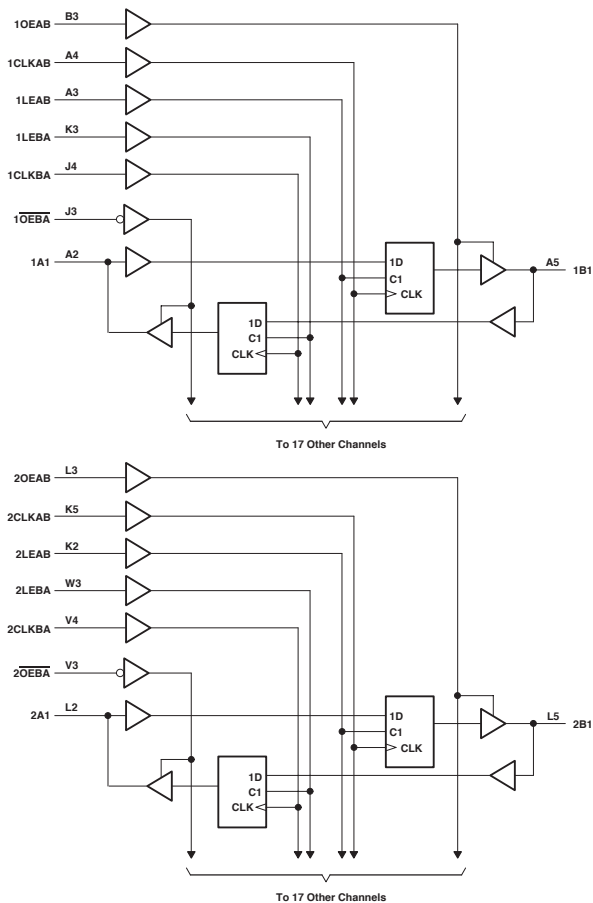 1OEAB B3
1CLKAB A4
1LEAB A3
1LEBA K3
1CLKBA J4
1OEBA J3
1A1 A2 1D A5 1B1
C1
CLK
1D
C1
CLK
To 17 Other Channels
2OEAB L3
2CLKAB K5
2LEAB K2
2LEBA W3
2CLKBA V4
2OEBA V3
2A1 L2 1D L5 2B1
C1
CLK
1D
C1
CLK
To 17 Other Channels